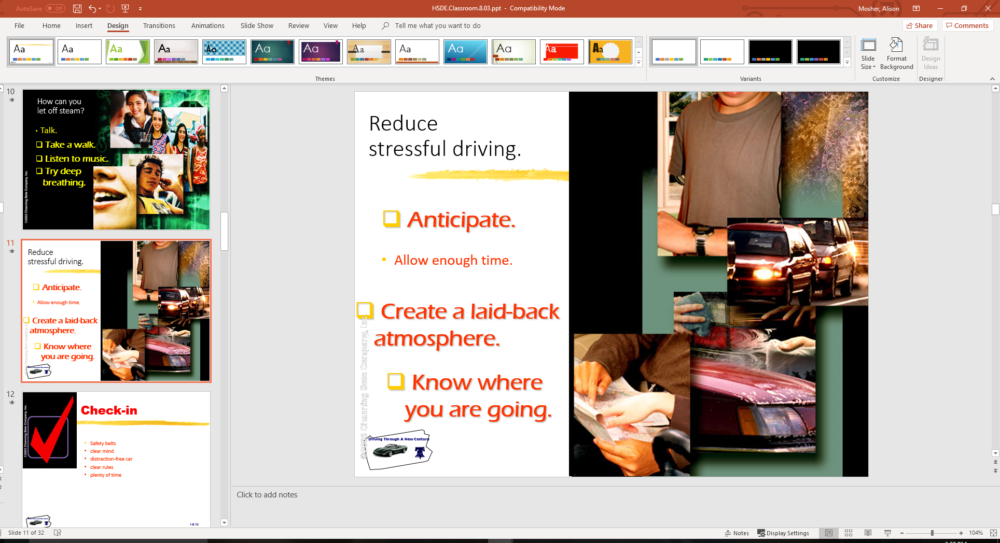 AutoSave Off
HSDE.Classroom.8.03.ppt - Compatibility Mode
Mosher, Alison
File Home Insert Design Transitions Animations Slide Show Review View Help Tell me what you want to do
Share Comments
Aa Aa Aa Aa Aa Aa Aa Aa Aa Aa Aa Aa Aa
Slide Size
Format Background
Design Ideas
Themes Variants Customize Designer
10
How can you
let off steam?
• Talk.
❑ Take a walk.
❑ Listen to music.
❑ Try deep
breathing.
©2003 Channing Bete Company, Inc.
11
Reduce
stressful driving.
❑ Anticipate.
• Allow enough time.
❑ Create a laid-back
atmosphere.
❑ Know where
you are going.
12
Check-in
©2003 Channing Bete Company, Inc.
• Safety belts
• clear mind
• distraction-free car
• clear rules
• plenty of time
1-8.12
Reduce
stressful driving.
❑ Anticipate.
• Allow enough time.
❑ Create a laid-back
atmosphere.
❑ Know where
you are going.
©2003 Channing Bete Company, Inc.
Driving Through A New Century
Click to add notes
Slide 11 of 32
Notes Display Settings 104%